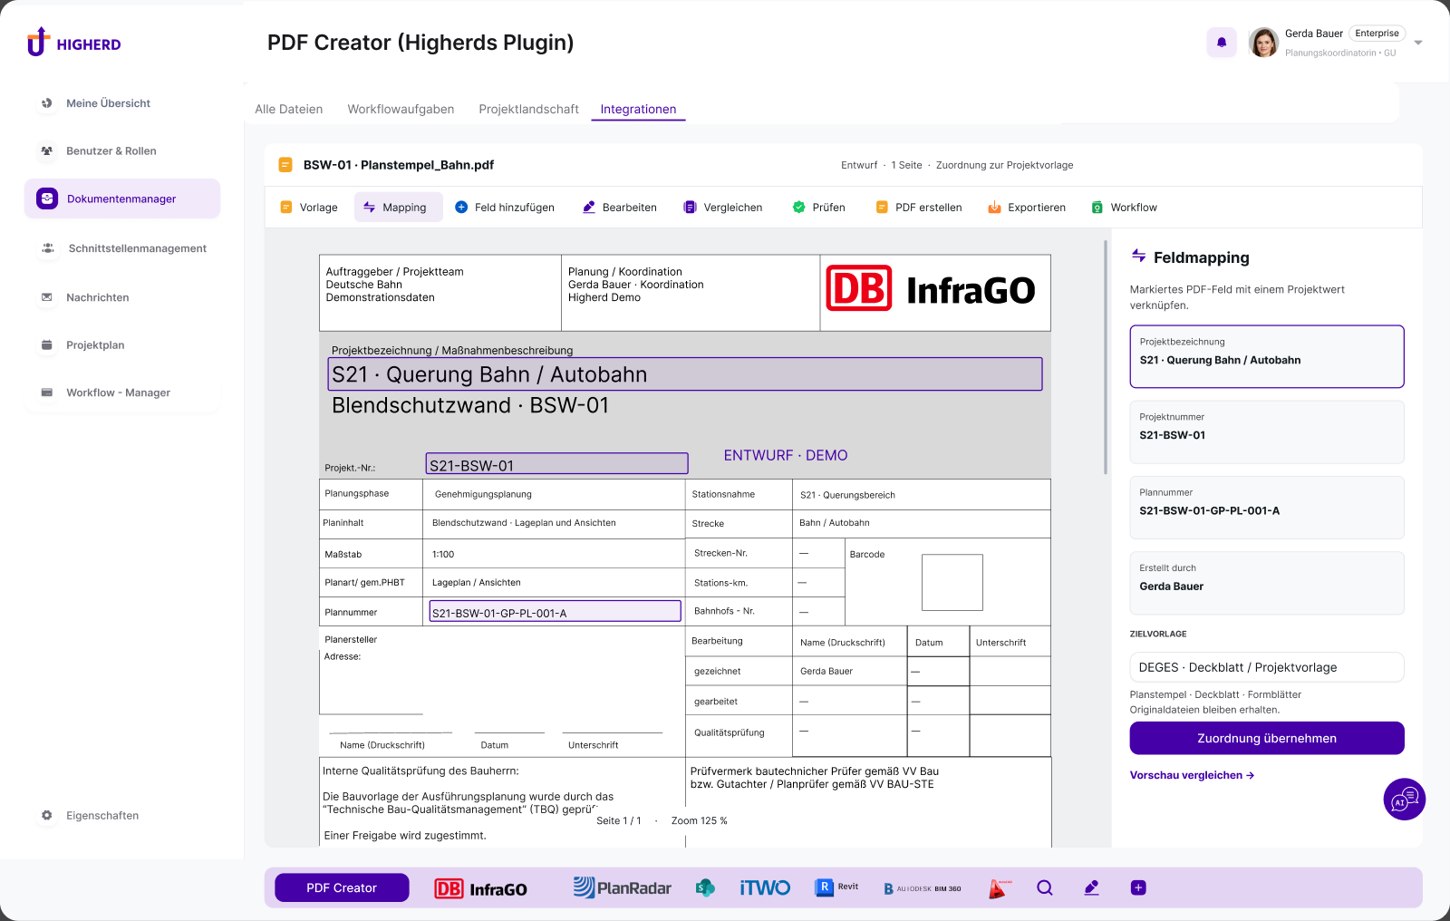 HIGHERD
PDF Creator (Higherds Plugin)
Gerda Bauer Enterprise
Planungskoordinatorin • GU
Meine Übersicht
Benutzer & Rollen
Dokumentenmanager
Schnittstellenmanagement
Nachrichten
Projektplan
Workflow - Manager
Eigenschaften
Alle Dateien Workflowaufgaben Projektlandschaft Integrationen
BSW-01 · Planstempel_Bahn.pdf
Entwurf · 1 Seite · Zuordnung zur Projektvorlage
Vorlage Mapping Feld hinzufügen Bearbeiten Vergleichen Prüfen PDF erstellen Exportieren Workflow
Auftraggeber / Projektteam
Deutsche Bahn
Demonstrationsdaten
Planung / Koordination
Gerda Bauer · Koordination
Higherd Demo
DB InfraGO
Projektbezeichnung / Maßnahmenbeschreibung
S21 · Querung Bahn / Autobahn
Blendschutzwand · BSW-01
Projekt.-Nr.: S21-BSW-01
ENTWURF · DEMO
Planungsphase Genehmigungsplanung Stationsnahme S21 · Querungsbereich
Planinhalt Blendschutzwand · Lageplan und Ansichten Strecke Bahn / Autobahn
Maßstab 1:100 Strecken-Nr. — Barcode
Planart/ gem.PHBT Lageplan / Ansichten Stations-km. —
Plannummer S21-BSW-01-GP-PL-001-A Bahnhofs - Nr. —
Planersteller
Adresse:
Bearbeitung Name (Druckschrift) Datum Unterschrift
gezeichnet Gerda Bauer —
gearbeitet — —
Qualitätsprüfung — —
Name (Druckschrift) Datum Unterschrift
Interne Qualitätsprüfung des Bauherrn:
Die Bauvorlage der Ausführungsplanung wurde durch das
"Technische Bau-Qualitätsmanagement" (TBQ)
Einer Freigabe wird zugestimmt.
Prüfvermerk bautechnicher Prüfer gemäß VV Bau
bzw. Gutachter / Planprüfer gemäß VV BAU-STE
Seite 1 / 1 · Zoom 125 %
Feldmapping
Markiertes PDF-Feld mit einem Projektwert
verknüpfen.
Projektbezeichnung
S21 · Querung Bahn / Autobahn
Projektnummer
S21-BSW-01
Plannummer
S21-BSW-01-GP-PL-001-A
Erstellt durch
Gerda Bauer
ZIELVORLAGE
DEGES · Deckblatt / Projektvorlage
Planstempel · Deckblatt · Formblätter
Originaldateien bleiben erhalten.
Zuordnung übernehmen
Vorschau vergleichen →
AI
PDF Creator DB InfraGO PlanRadar iTWO R Revit B AUTODESK BIM 360